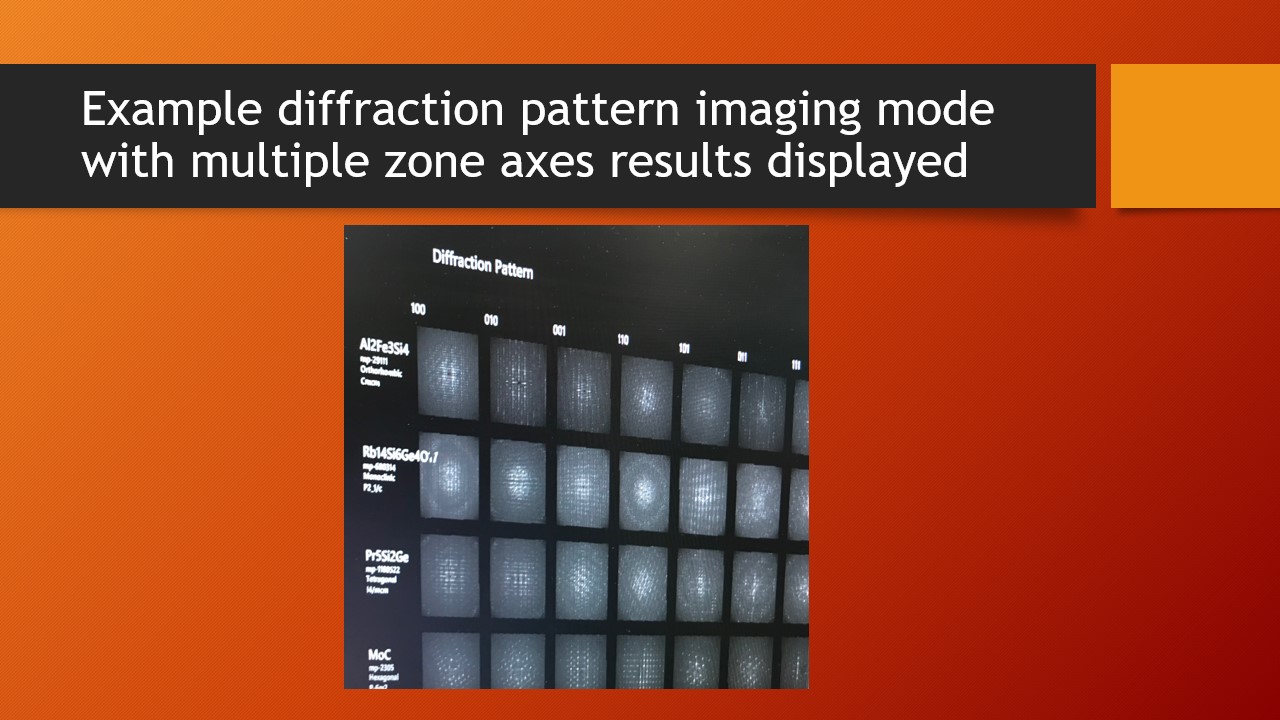 Example diffraction pattern imaging mode
with multiple zone axes results displayed
Diffraction Pattern
100
010
001
110
101
011
111
Al2Fe3Si4
mp-29111
Orthorhombic
Cmcm
Rb14Si6Ge4O
mp-680314
Monoclinic
P2_1/c
Pr5Si2Ge
mp-1188522
Tetragonal
I4/mcm
MoC
mp-2305
Hexagonal